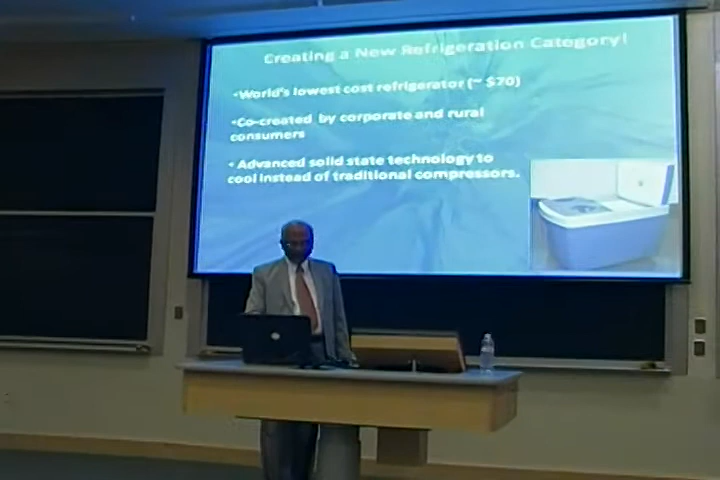 Creating a New Refrigeration Category!
•World's lowest cost refrigerator (~ $70)
•Co-created by corporate and rural
consumers
• Advanced solid state technology to
cool instead of traditional compressors.